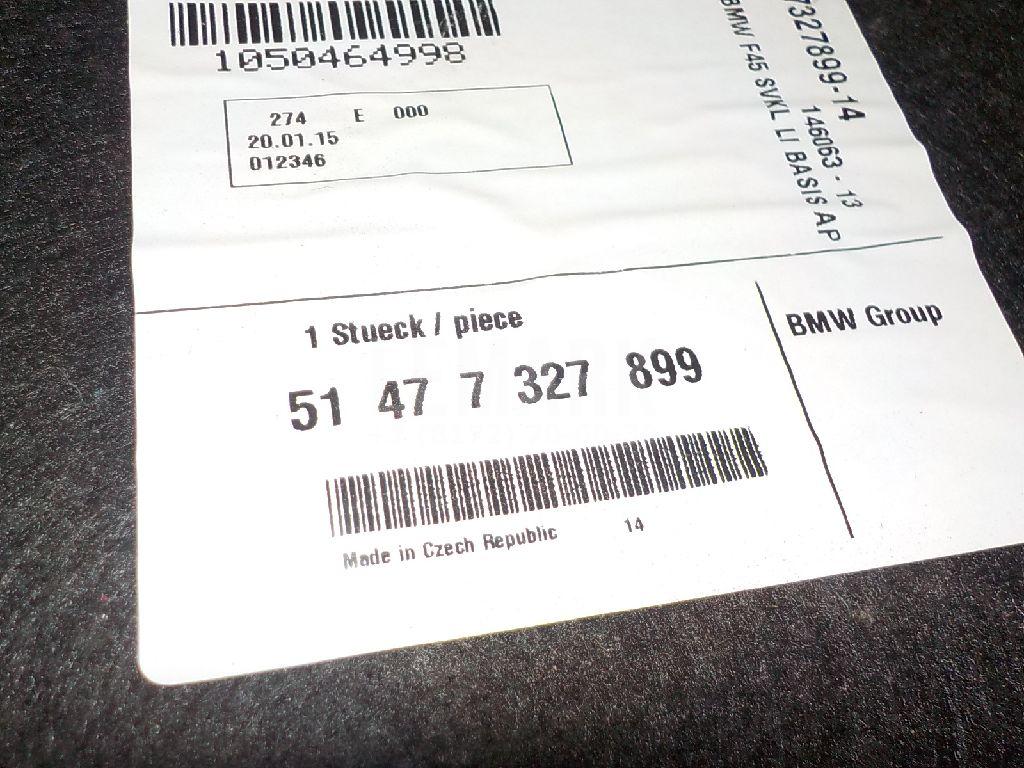 1050464998
274 E 000
20.01.15
012346
7327899-14
146063 - 13
BMW F45 SVKL LI BASIS AP
1 Stueck / piece
51 47 7 327 899
Made in Czech Republic 14
BMW Group